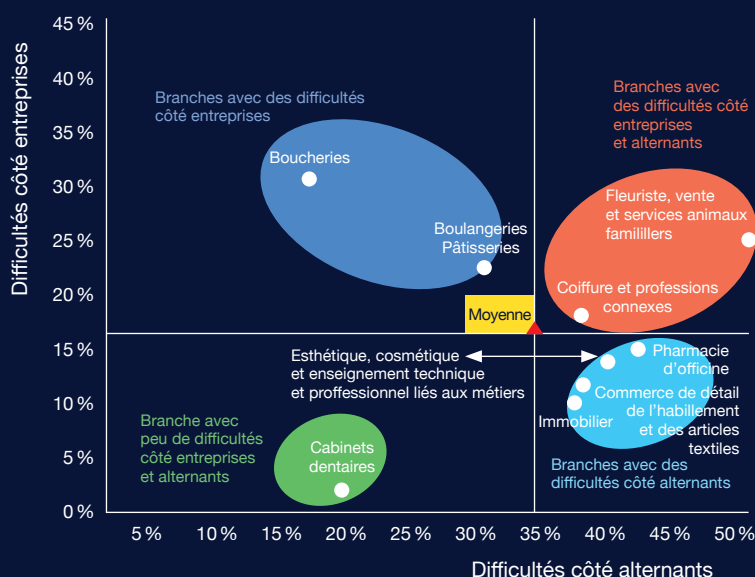 Difficultés côté entreprises
45 %
40 %
35 %
30 %
25 %
20 %
15 %
10 %
5 %
0 %
Branches avec des difficultés
côté entreprises
Boucheries
Boulangeries
Pâtisseries
Branches avec
des difficultés côté
entreprises
et alternants
Fleuriste, vente
et services animaux
familillers
Coiffure et professions
connexes
Moyenne
Esthétique, cosmétique
et enseignement technique
et proffessionnel liés aux métiers
Pharmacie
d’officine
Commerce de détail
de l’habillement
et des articles
textiles
Immobilier
Branches avec des
difficultés côté alternants
Branche avec
peu de difficultés
côté entreprises
et alternants
Cabinets
dentaires
5 %
10 %
15 %
20 %
25 %
30 %
35 %
40 %
45 %
50 %
Difficultés côté alternants